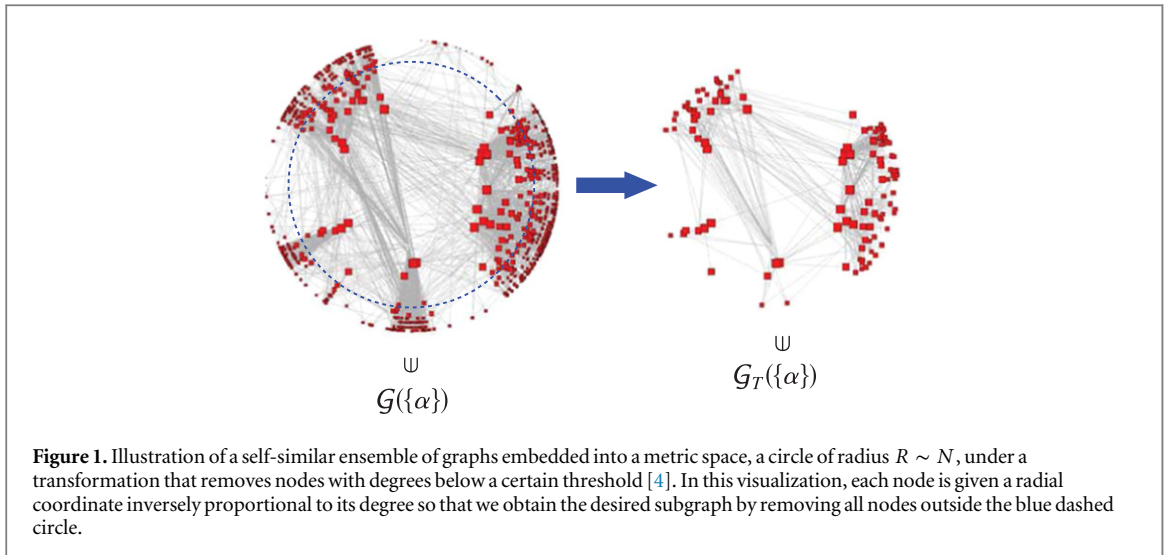 ⋓
𝒢({α})
⋓
𝒢_T({α})
Figure 1. Illustration of a self-similar ensemble of graphs embedded into a metric space, a circle of radius R ∼ N, under a
transformation that removes nodes with degrees below a certain threshold [4]. In this visualization, each node is given a radial
coordinate inversely proportional to its degree so that we obtain the desired subgraph by removing all nodes outside the blue dashed
circle.